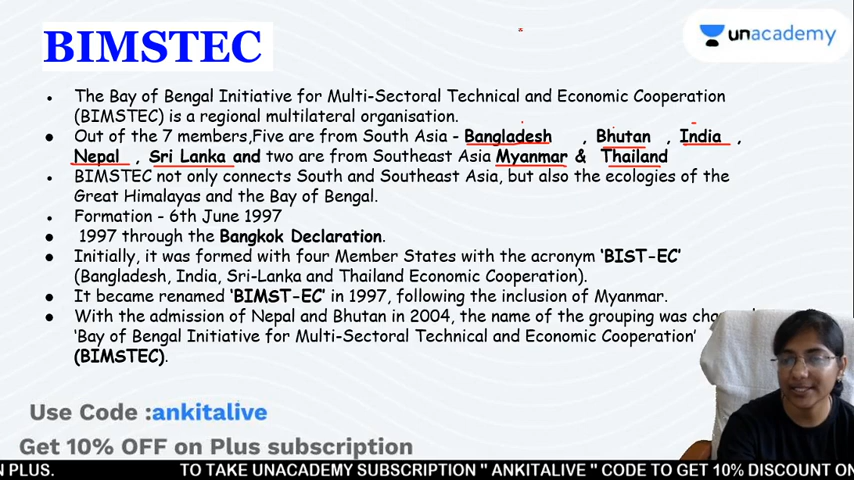 BIMSTEC
unacademy
• The Bay of Bengal Initiative for Multi-Sectoral Technical and Economic Cooperation
(BIMSTEC) is a regional multilateral organisation.
• Out of the 7 members,Five are from South Asia - Bangladesh , Bhutan , India ,
Nepal , Sri Lanka and two are from Southeast Asia Myanmar & Thailand
• BIMSTEC not only connects South and Southeast Asia, but also the ecologies of the
Great Himalayas and the Bay of Bengal.
• Formation - 6th June 1997
• 1997 through the Bangkok Declaration.
• Initially, it was formed with four Member States with the acronym ‘BIST-EC’
(Bangladesh, India, Sri-Lanka and Thailand Economic Cooperation).
• It became renamed ‘BIMST-EC’ in 1997, following the inclusion of Myanmar.
• With the admission of Nepal and Bhutan in 2004, the name of the grouping was
‘Bay of Bengal Initiative for Multi-Sectoral Technical and Economic Cooperation’
(BIMSTEC).
Use Code :ankitalive
Get 10% OFF on Plus subscription
N PLUS. TO TAKE UNACADEMY SUBSCRIPTION " ANKITALIVE " CODE TO GET 10% DISCOUNT ON